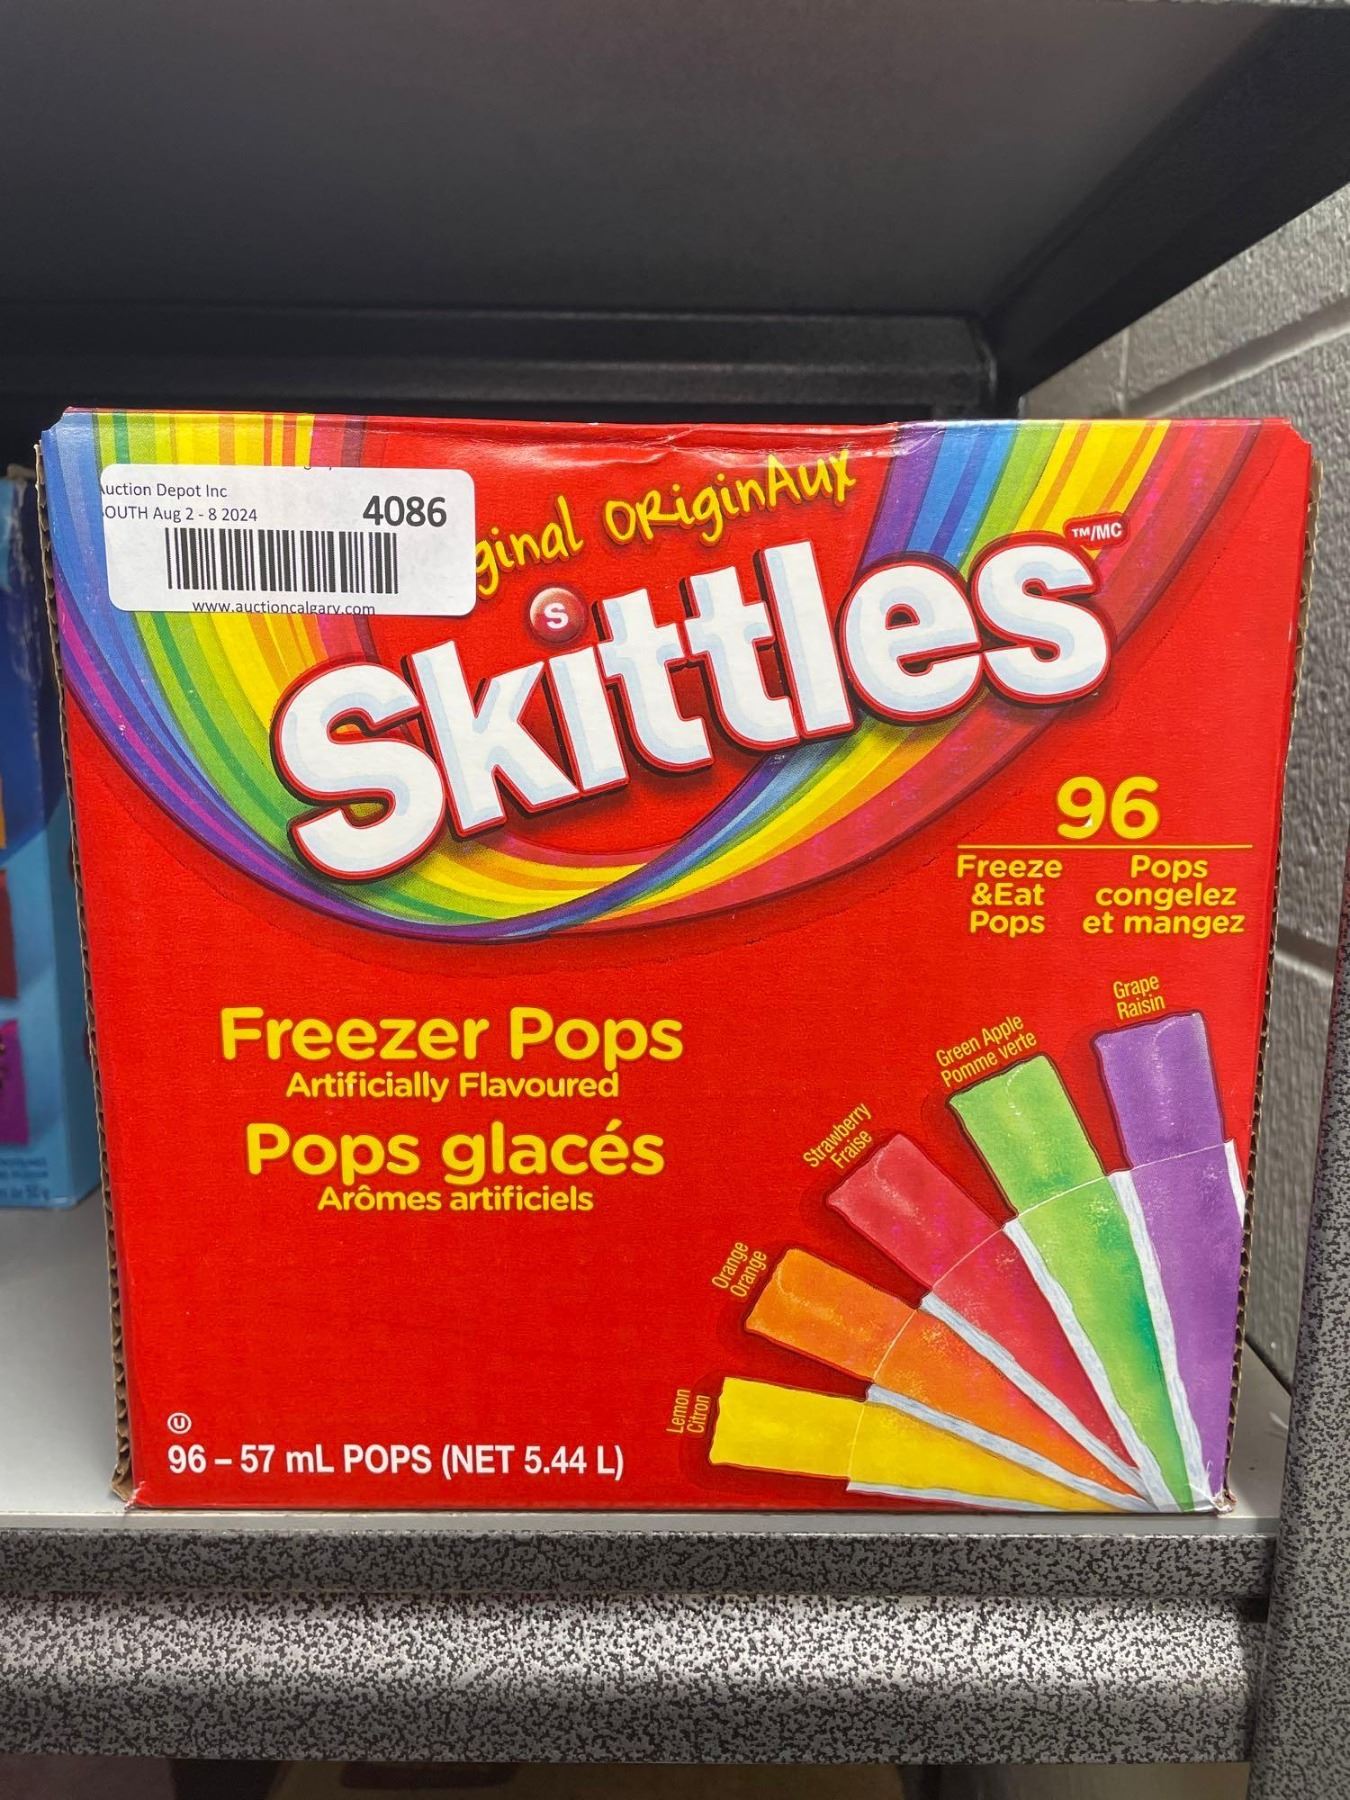 Auction Depot Inc
SOUTH Aug 2 - 8 2024
4086
www.auctioncalgary.com
ginal ORiginAux
S
Skittles
TM/MC
96
Freeze
&Eat
Pops
Pops
congelez
et mangez
Freezer Pops
Artificially Flavoured
Pops glacés
Arômes artificiels
Grape
Raisin
Green Apple
Pomme verte
Strawberry
Fraise
Orange
Orange
Lemon
Citron
U
96 – 57 mL POPS (NET 5.44 L)